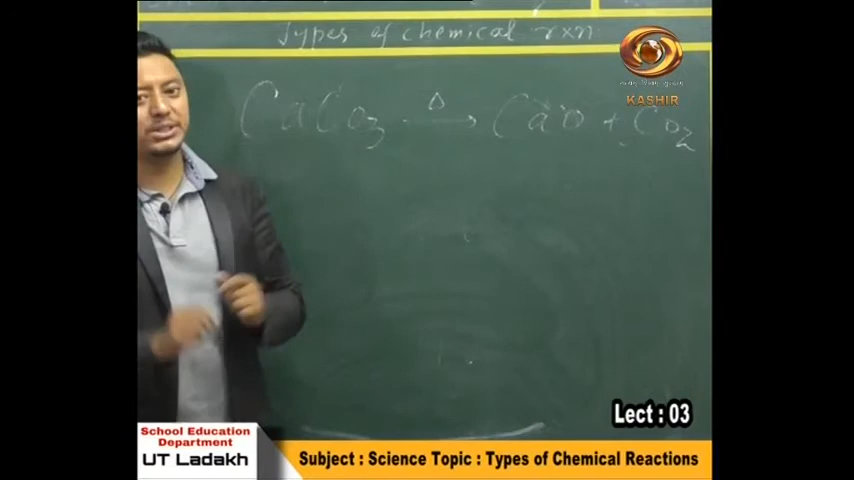 Types of chemical rxn
KASHIR
CaCO3 Δ → CaO + CO2
Lect : 03
School Education
Department
UT Ladakh
Subject : Science Topic : Types of Chemical Reactions